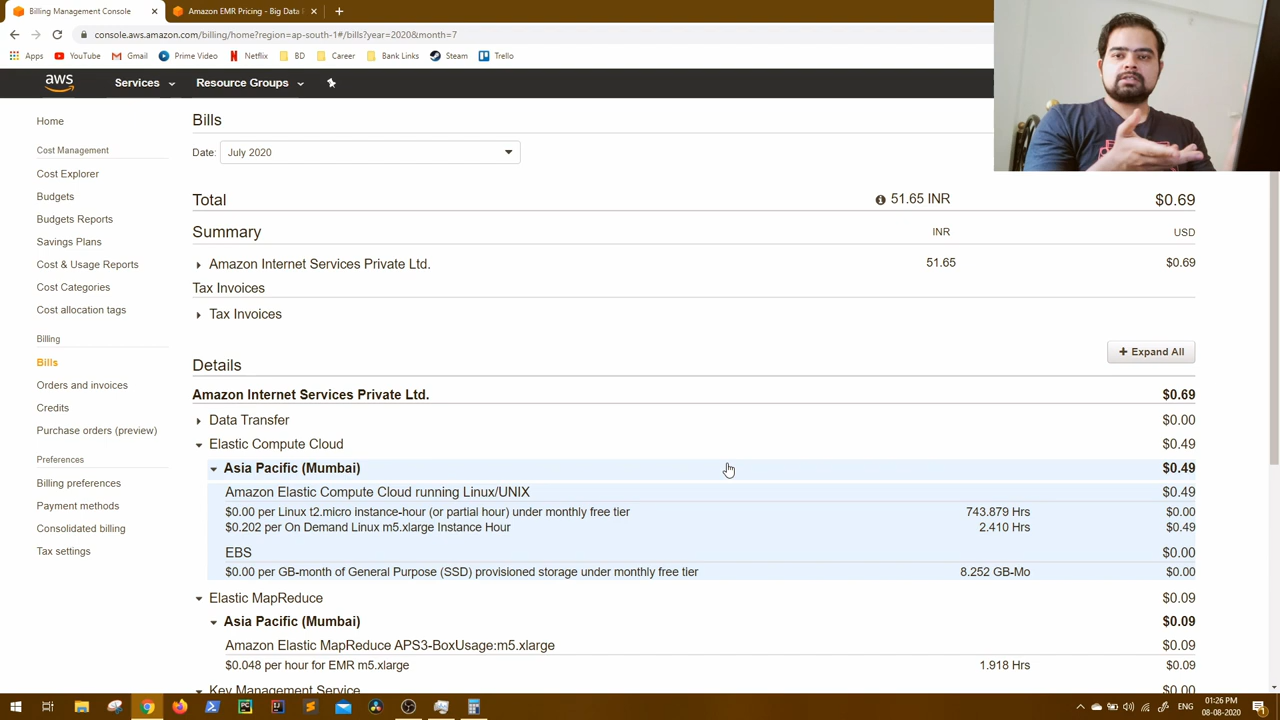 Billing Management Console
Amazon EMR Pricing - Big Data
console.aws.amazon.com/billing/home?region=ap-south-1#/bills?year=2020&month=7
Apps YouTube Gmail Prime Video Netflix BD Career Bank Links Steam Trello
aws Services Resource Groups
Home
Cost Management
Cost Explorer
Budgets
Budgets Reports
Savings Plans
Cost & Usage Reports
Cost Categories
Cost allocation tags
Billing
Bills
Orders and invoices
Credits
Purchase orders (preview)
Preferences
Billing preferences
Payment methods
Consolidated billing
Tax settings
Bills
Date: July 2020
Total 51.65 INR $0.69
Summary INR USD
Amazon Internet Services Private Ltd. 51.65 $0.69
Tax Invoices
Tax Invoices
+ Expand All
Details
Amazon Internet Services Private Ltd. $0.69
Data Transfer $0.00
Elastic Compute Cloud $0.49
Asia Pacific (Mumbai) $0.49
Amazon Elastic Compute Cloud running Linux/UNIX $0.49
$0.00 per Linux t2.micro instance-hour (or partial hour) under monthly free tier 743.879 Hrs $0.00
$0.202 per On Demand Linux m5.xlarge Instance Hour 2.410 Hrs $0.49
EBS $0.00
$0.00 per GB-month of General Purpose (SSD) provisioned storage under monthly free tier 8.252 GB-Mo $0.00
Elastic MapReduce $0.09
Asia Pacific (Mumbai) $0.09
Amazon Elastic MapReduce APS3-BoxUsage:m5.xlarge $0.09
$0.048 per hour for EMR m5.xlarge 1.918 Hrs $0.09
Key Management Service $0.00
ENG
01:26 PM
08-08-2020